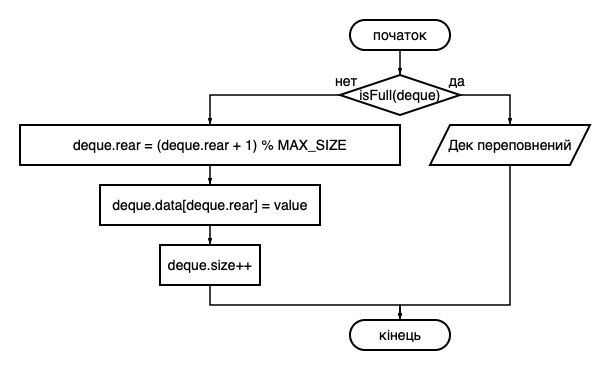 початок
нет
да
isFull(deque)
deque.rear = (deque.rear + 1) % MAX_SIZE
Дек переповнений
deque.data[deque.rear] = value
deque.size++
кінець